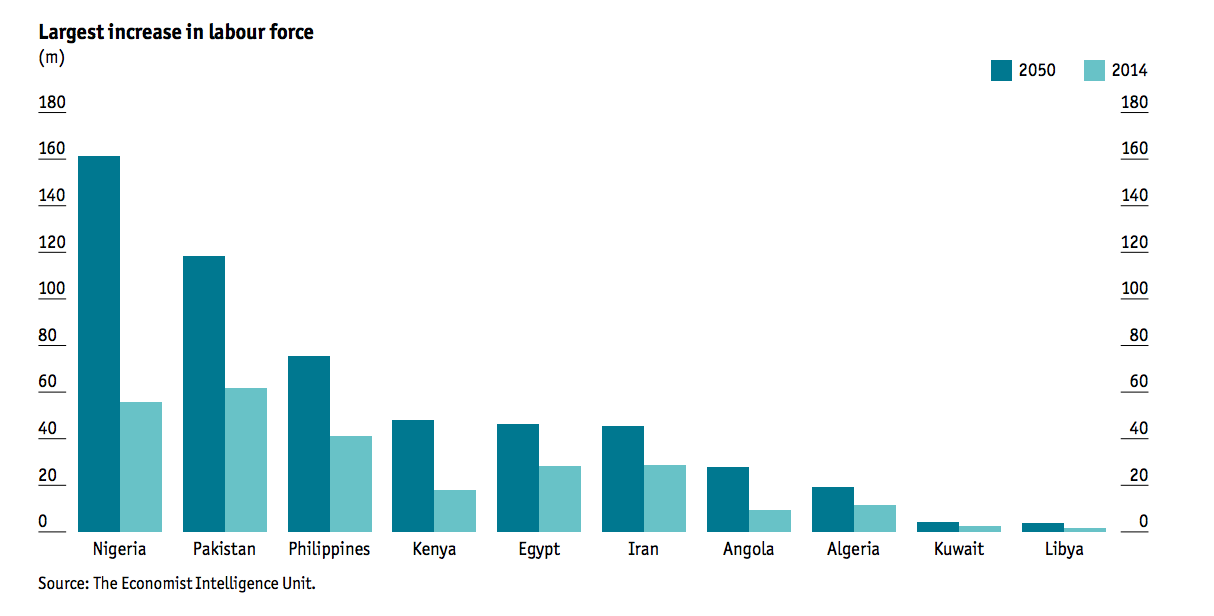 Largest increase in labour force
(m)
2050 2014
180 180
160 160
140 140
120 120
100 100
80 80
60 60
40 40
20 20
0 0
Nigeria Pakistan Philippines Kenya Egypt Iran Angola Algeria Kuwait Libya
Source: The Economist Intelligence Unit.